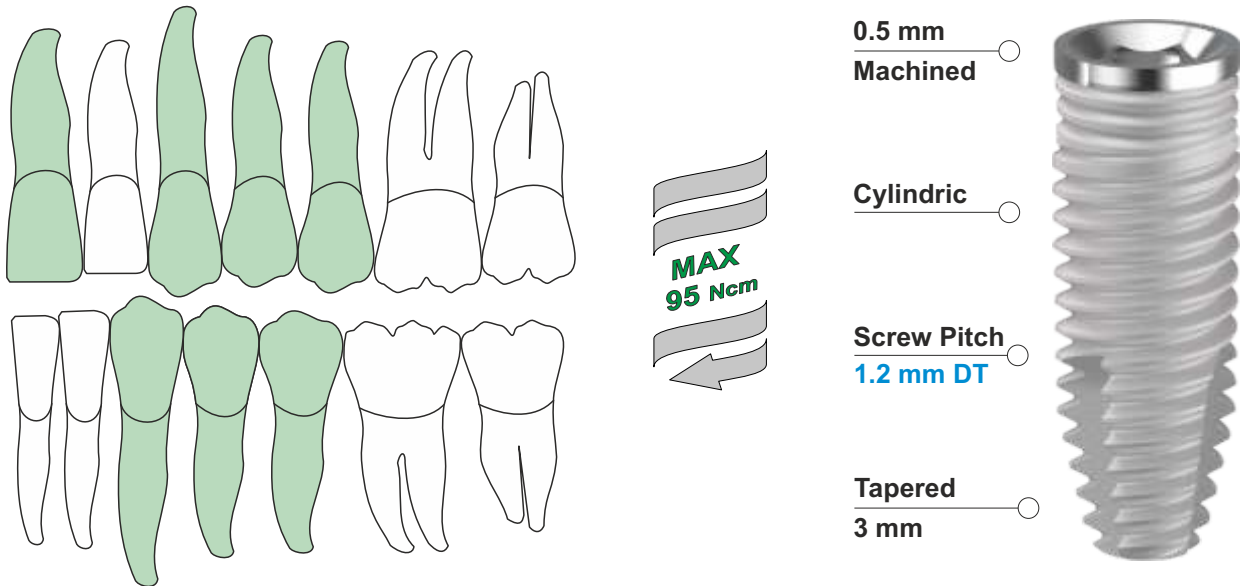 MAX
95 Ncm
0.5 mm
Machined
Cylindric
Screw Pitch
1.2 mm DT
Tapered
3 mm